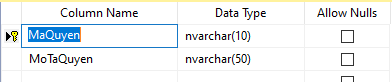 Column Name Data Type Allow Nulls
MaQuyen nvarchar(10)
MoTaQuyen nvarchar(50)